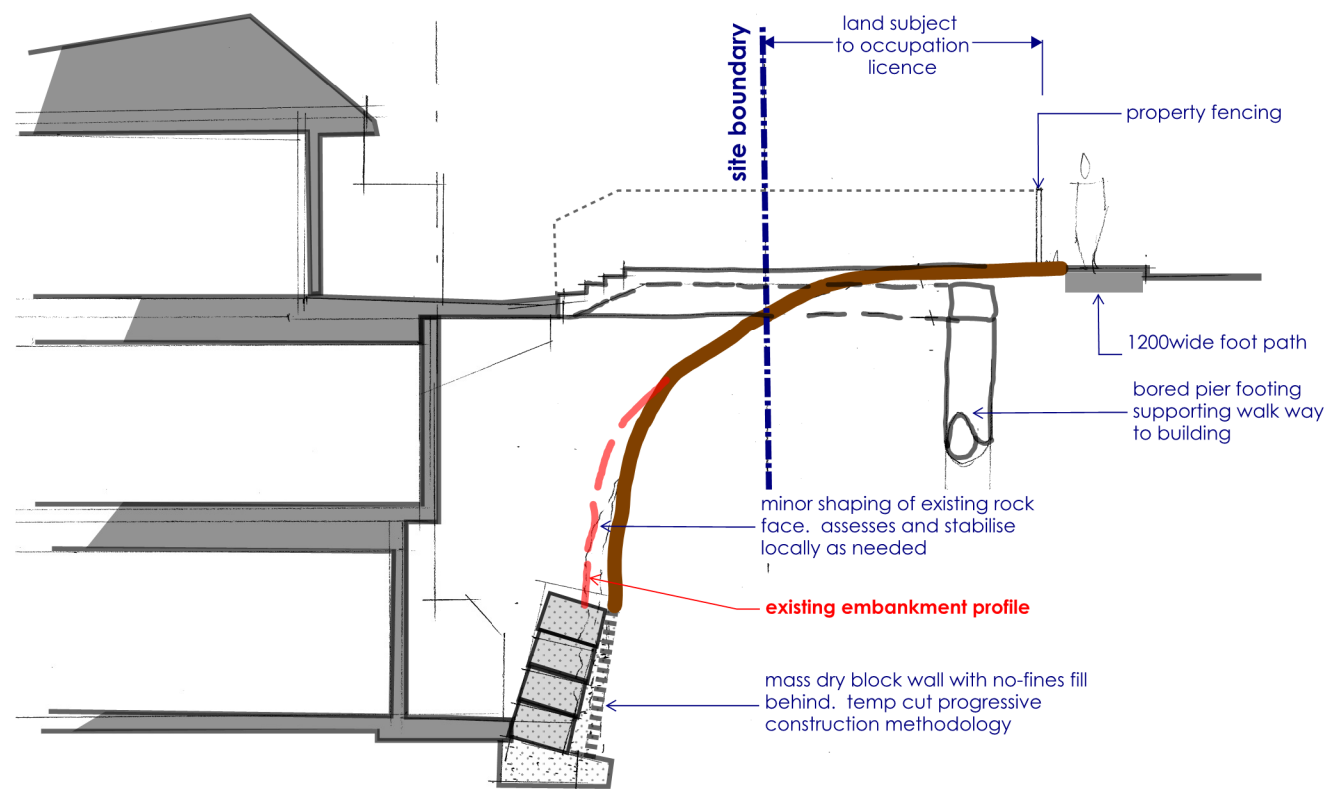 land subject
to occupation
licence
site boundary
property fencing
1200wide foot path
bored pier footing
supporting walk way
to building
minor shaping of existing rock
face. assesses and stabilise
locally as needed
existing embankment profile
mass dry block wall with no-fines fill
behind. temp cut progressive
construction methodology